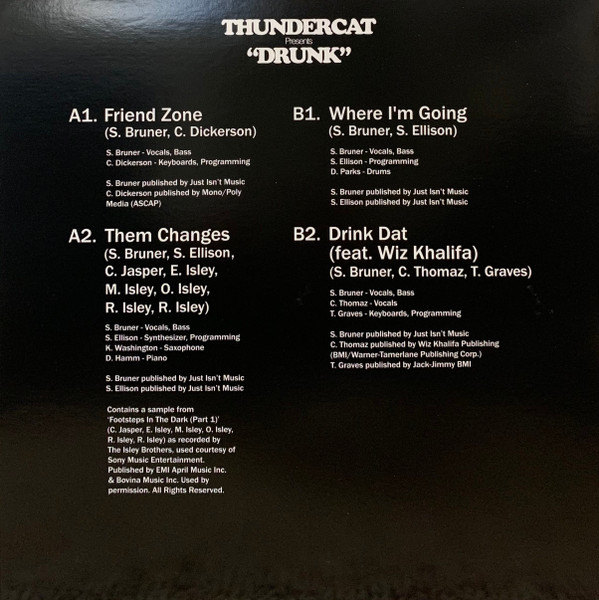 THUNDERCAT
Presents
“DRUNK”
A1. Friend Zone
(S. Bruner, C. Dickerson)
S. Bruner - Vocals, Bass
C. Dickerson - Keyboards, Programming
S. Bruner published by Just Isn't Music
C. Dickerson published by Mono/Poly
Media (ASCAP)
A2. Them Changes
(S. Bruner, S. Ellison,
C. Jasper, E. Isley,
M. Isley, O. Isley,
R. Isley, R. Isley)
S. Bruner - Vocals, Bass
S. Ellison - Synthesizer, Programming
K. Washington - Saxophone
D. Hamm - Piano
S. Bruner published by Just Isn't Music
S. Ellison published by Just Isn't Music
Contains a sample from
'Footsteps In The Dark (Part 1)'
(C. Jasper, E. Isley, M. Isley, O. Isley,
R. Isley, R. Isley) as recorded by
The Isley Brothers, used courtesy of
Sony Music Entertainment.
Published by EMI April Music Inc.
& Bovina Music Inc. Used by
permission. All Rights Reserved.
B1. Where I'm Going
(S. Bruner, S. Ellison)
S. Bruner - Vocals, Bass
S. Ellison - Programming
D. Parks - Drums
S. Bruner published by Just Isn't Music
S. Ellison published by Just Isn't Music
B2. Drink Dat
(feat. Wiz Khalifa)
(S. Bruner, C. Thomaz, T. Graves)
S. Bruner - Vocals, Bass
C. Thomaz - Vocals
T. Graves - Keyboards, Programming
S. Bruner published by Just Isn't Music
C. Thomaz published by Wiz Khalifa Publishing
(BMI/Warner-Tamerlane Publishing Corp.)
T. Graves published by Jack-Jimmy BMI